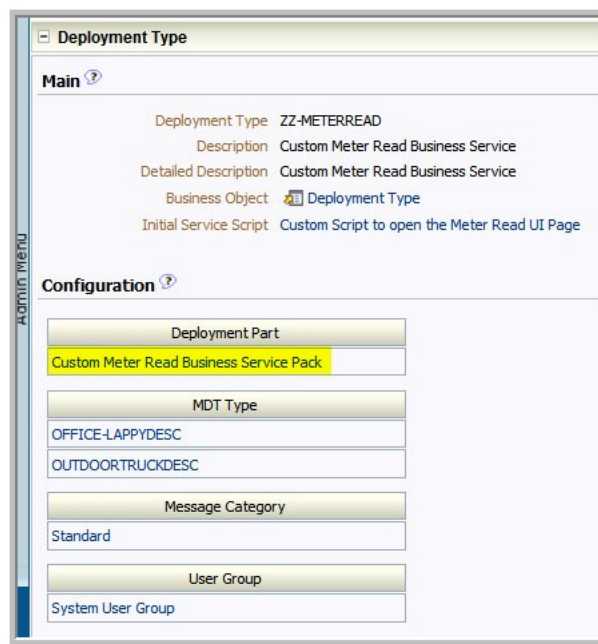 Deployment Type
Main
Deployment Type ZZ-METERREAD
Description Custom Meter Read Business Service
Detailed Description Custom Meter Read Business Service
Business Object Deployment Type
Initial Service Script Custom Script to open the Meter Read UI Page
Admin Menu
Configuration
Deployment Part
Custom Meter Read Business Service Pack
MDT Type
OFFICE-LAPPYDESC
OUTDOORTRUCKDESC
Message Category
Standard
User Group
System User Group